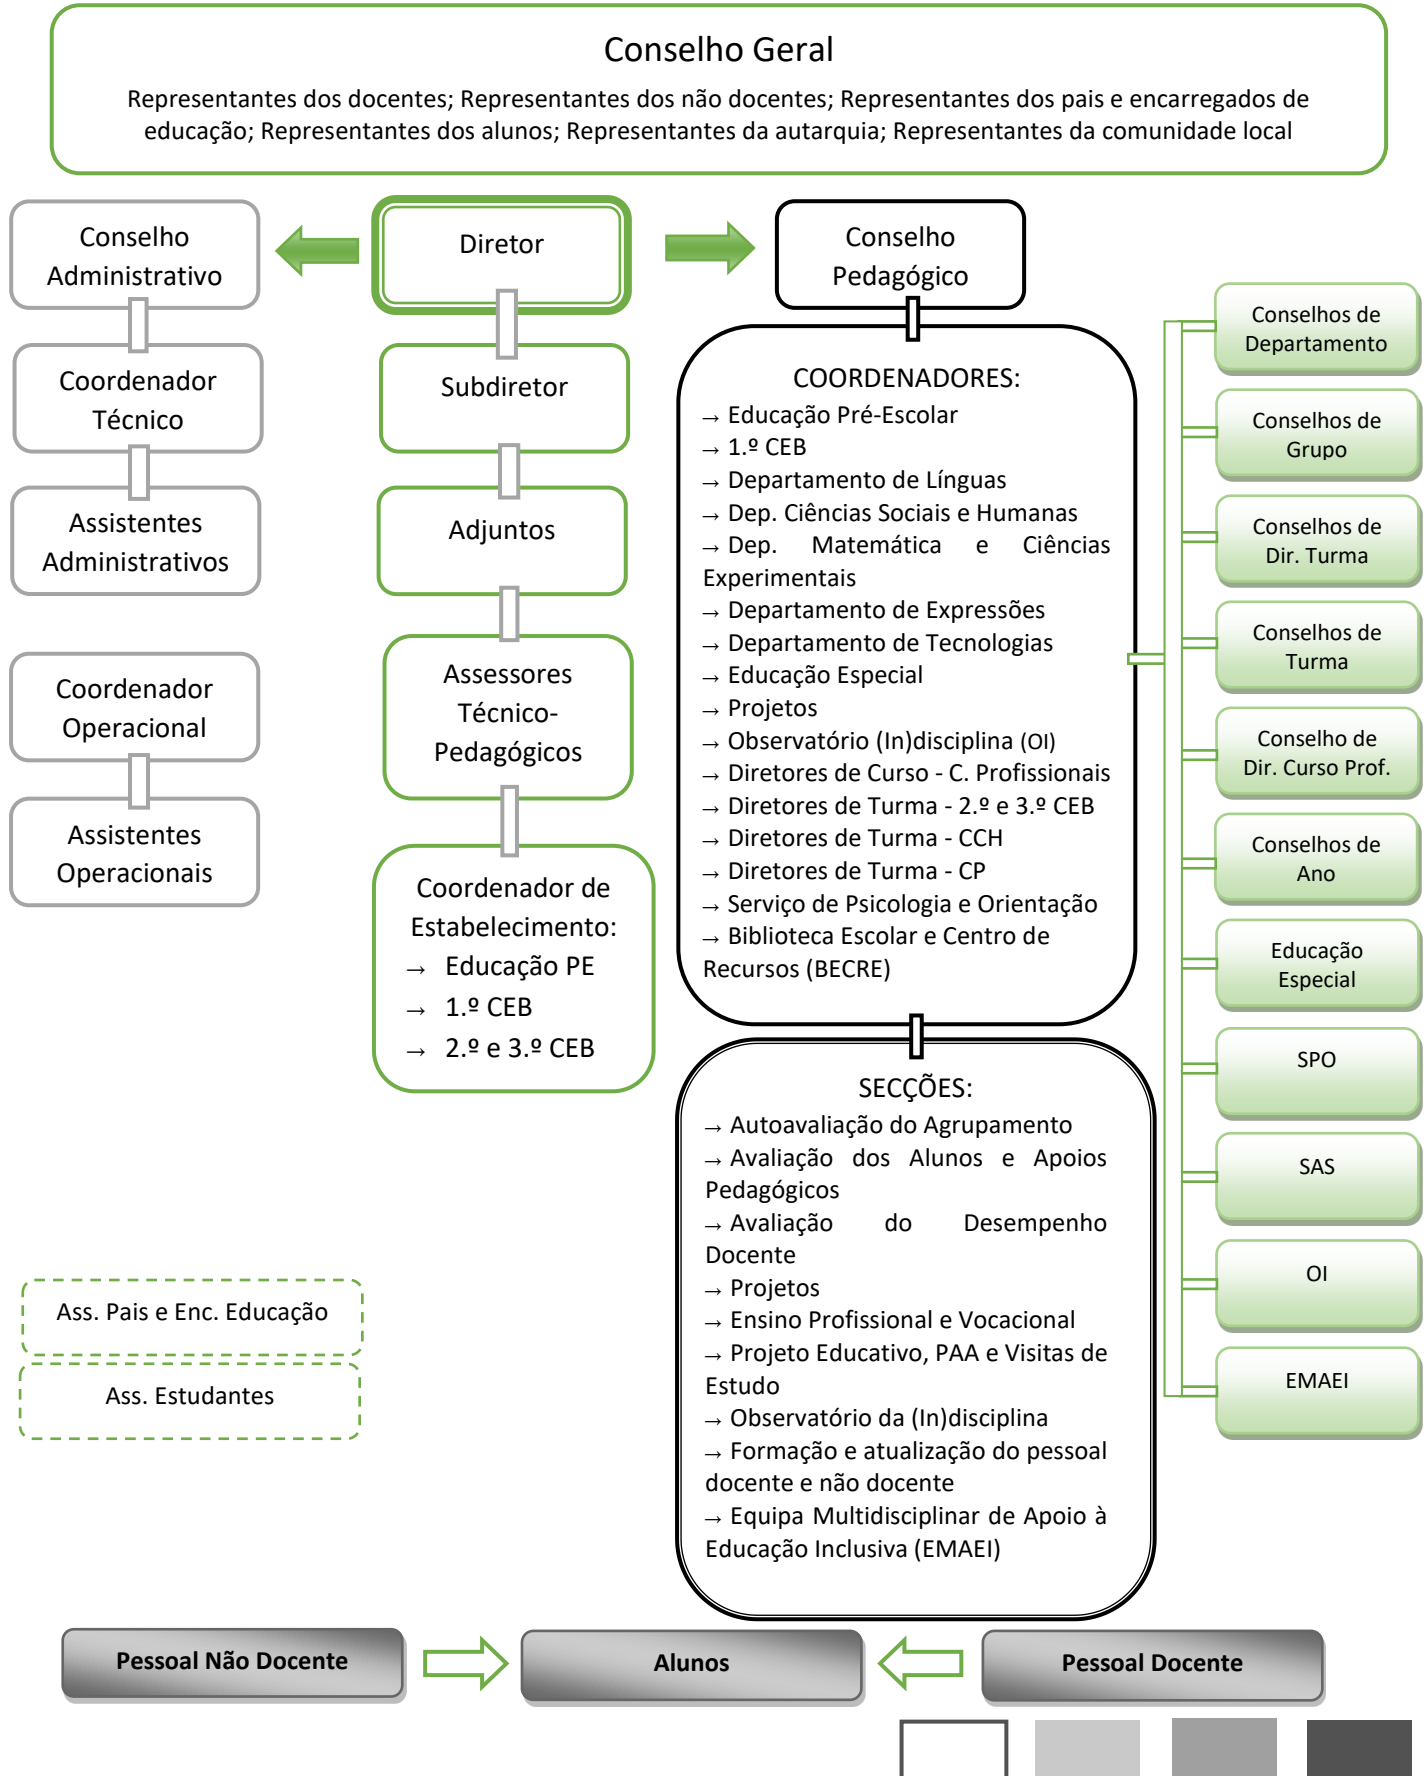 Conselho Geral
Representantes dos docentes; Representantes dos não docentes; Representantes dos pais e encarregados de
educação; Representantes dos alunos; Representantes da autarquia; Representantes da comunidade local
Conselho
Administrativo
Coordenador
Técnico
Assistentes
Administrativos
Coordenador
Operacional
Assistentes
Operacionais
Diretor
Subdiretor
Adjuntos
Assessores
Técnico-
Pedagógicos
Coordenador de
Estabelecimento:
→ Educação PE
→ 1.º CEB
→ 2.º e 3.º CEB
Conselho
Pedagógico
COORDENADORES:
→ Educação Pré-Escolar
→ 1.º CEB
→ Departamento de Línguas
→ Dep. Ciências Sociais e Humanas
→ Dep. Matemática e Ciências
Experimentais
→ Departamento de Expressões
→ Departamento de Tecnologias
→ Educação Especial
→ Projetos
→ Observatório (In)disciplina (OI)
→ Diretores de Curso - C. Profissionais
→ Diretores de Turma - 2.º e 3.º CEB
→ Diretores de Turma - CCH
→ Diretores de Turma - CP
→ Serviço de Psicologia e Orientação
→ Biblioteca Escolar e Centro de
Recursos (BECRE)
SECÇÕES:
→ Autoavaliação do Agrupamento
→ Avaliação dos Alunos e Apoios
Pedagógicos
→ Avaliação do Desempenho
Docente
→ Projetos
→ Ensino Profissional e Vocacional
→ Projeto Educativo, PAA e Visitas de
Estudo
→ Observatório da (In)disciplina
→ Formação e atualização do pessoal
docente e não docente
→ Equipa Multidisciplinar de Apoio à
Educação Inclusiva (EMAEI)
Conselhos de
Departamento
Conselhos de
Grupo
Conselhos de
Dir. Turma
Conselhos de
Turma
Conselho de
Dir. Curso Prof.
Conselhos de
Ano
Educação
Especial
SPO
SAS
OI
EMAEI
Ass. Pais e Enc. Educação
Ass. Estudantes
Pessoal Não Docente
Alunos
Pessoal Docente